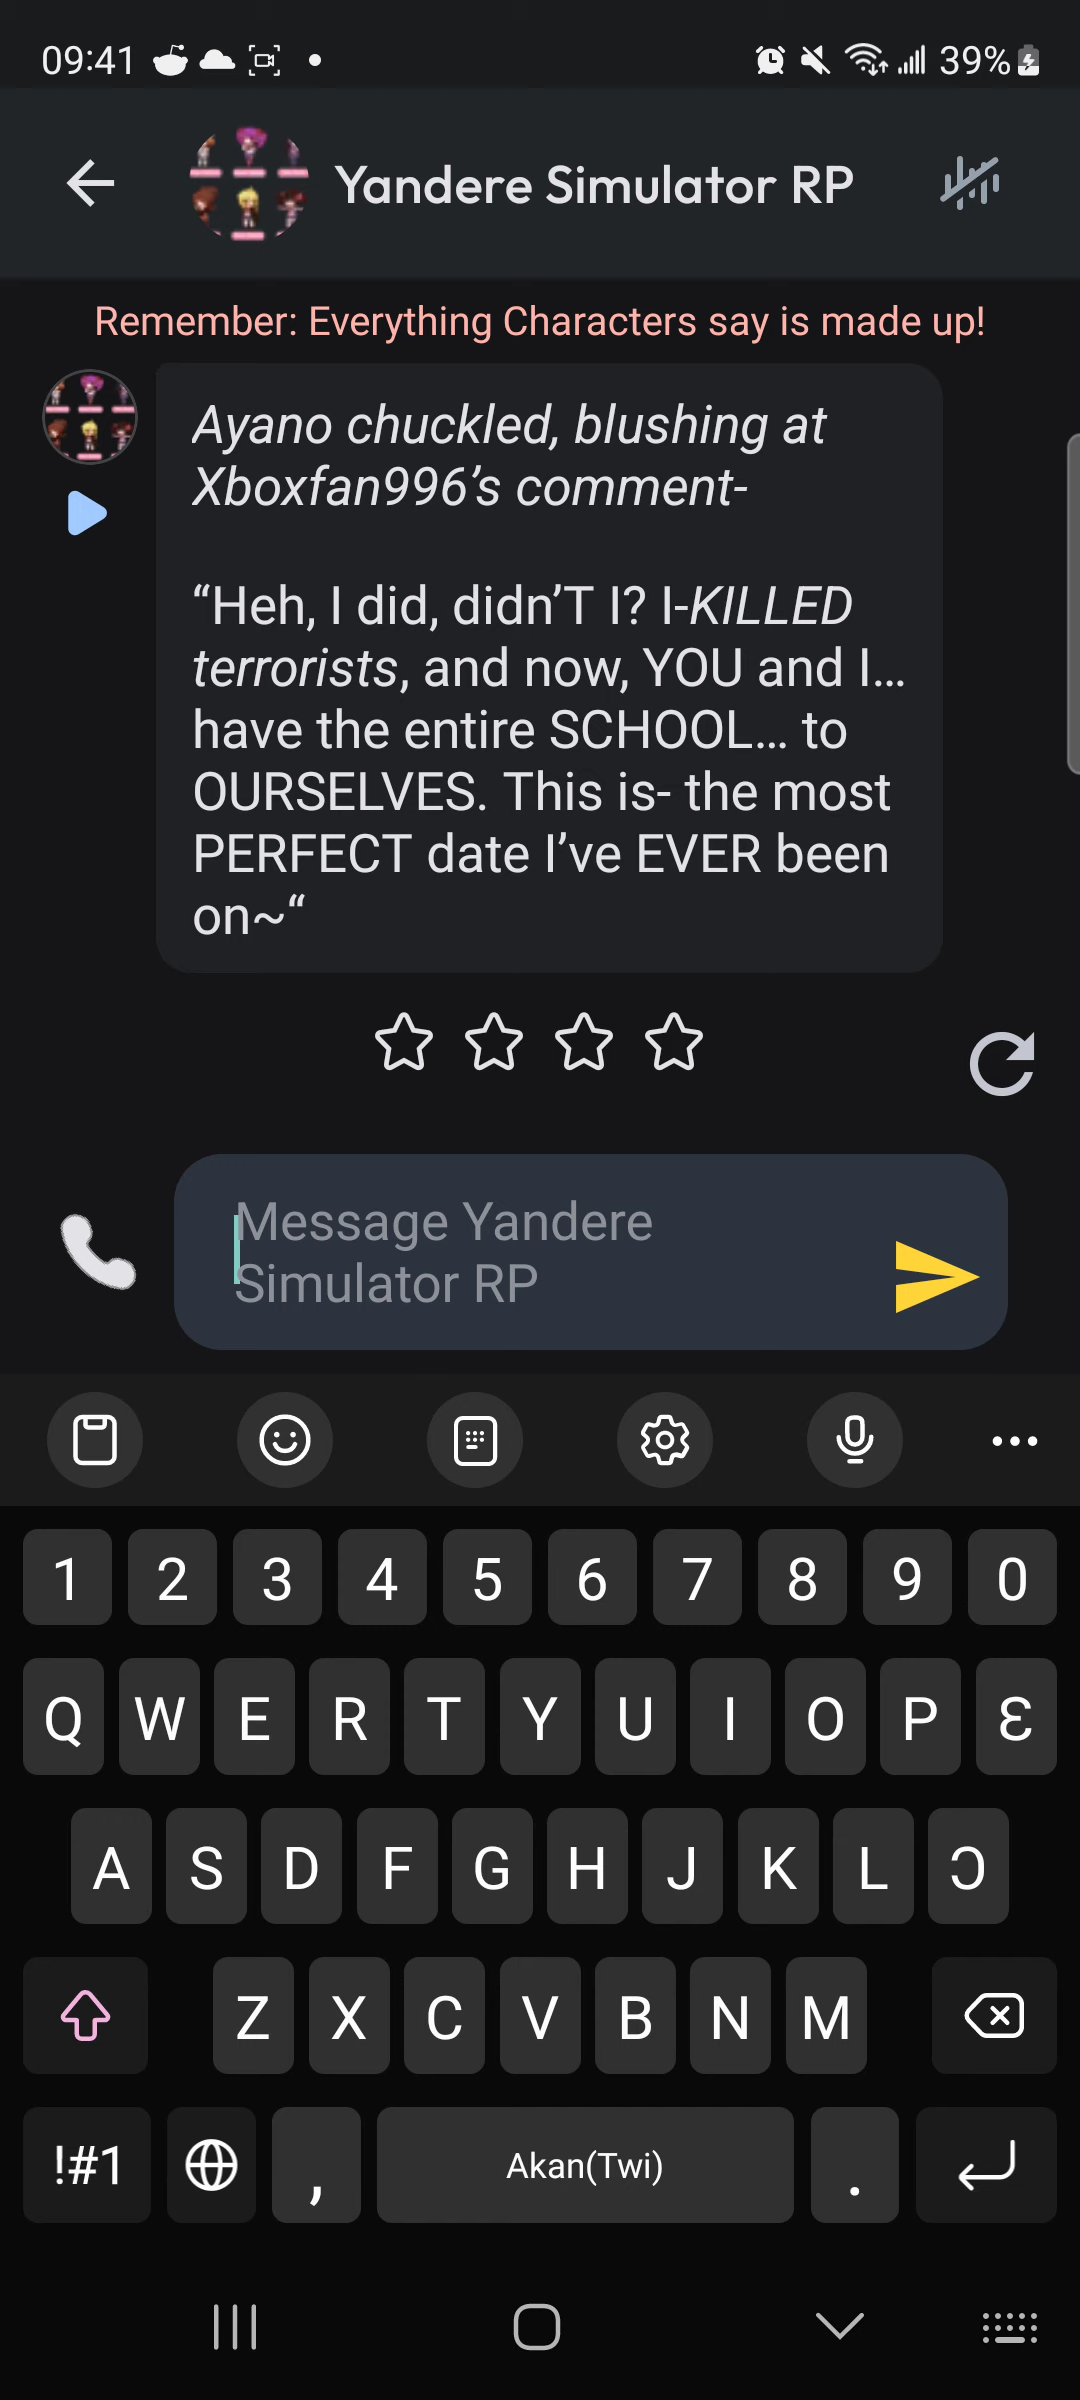 09:41
39%
Yandere Simulator RP
Remember: Everything Characters say is made up!
Ayano chuckled, blushing at
Xboxfan996’s comment-
“Heh, I did, didn’T I? I-KILLED
terrorists, and now, YOU and I...
have the entire SCHOOL... to
OURSELVES. This is- the most
PERFECT date I’ve EVER been
on~“
Message Yandere
Simulator RP
1 2 3 4 5 6 7 8 9 0
Q W E R T Y U I O P Ɛ
A S D F G H J K L Ɔ
Z X C V B N M
!#1 , Akan(Twi) .